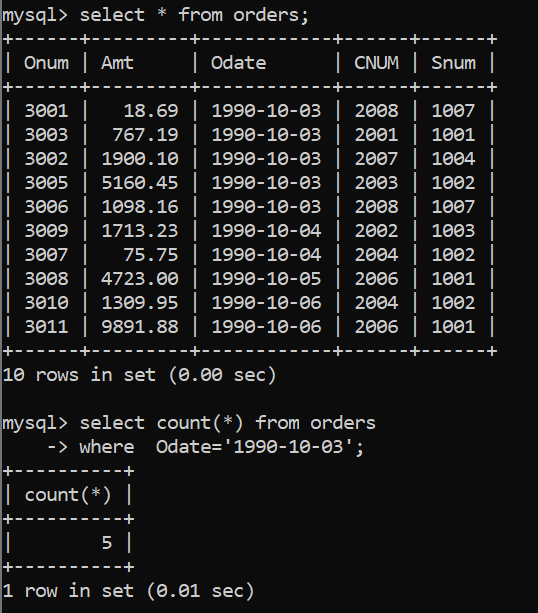 mysql> select * from orders;
+------+---------+------------+------+------+
| Onum | Amt     | Odate      | CNUM | Snum |
+------+---------+------------+------+------+
| 3001 |   18.69 | 1990-10-03 | 2008 | 1007 |
| 3003 |  767.19 | 1990-10-03 | 2001 | 1001 |
| 3002 | 1900.10 | 1990-10-03 | 2007 | 1004 |
| 3005 | 5160.45 | 1990-10-03 | 2003 | 1002 |
| 3006 | 1098.16 | 1990-10-03 | 2008 | 1007 |
| 3009 | 1713.23 | 1990-10-04 | 2002 | 1003 |
| 3007 |   75.75 | 1990-10-04 | 2004 | 1002 |
| 3008 | 4723.00 | 1990-10-05 | 2006 | 1001 |
| 3010 | 1309.95 | 1990-10-06 | 2004 | 1002 |
| 3011 | 9891.88 | 1990-10-06 | 2006 | 1001 |
+------+---------+------------+------+------+
10 rows in set (0.00 sec)

mysql> select count(*) from orders
    -> where  Odate='1990-10-03';
+----------+
| count(*) |
+----------+
|        5 |
+----------+
1 row in set (0.01 sec)